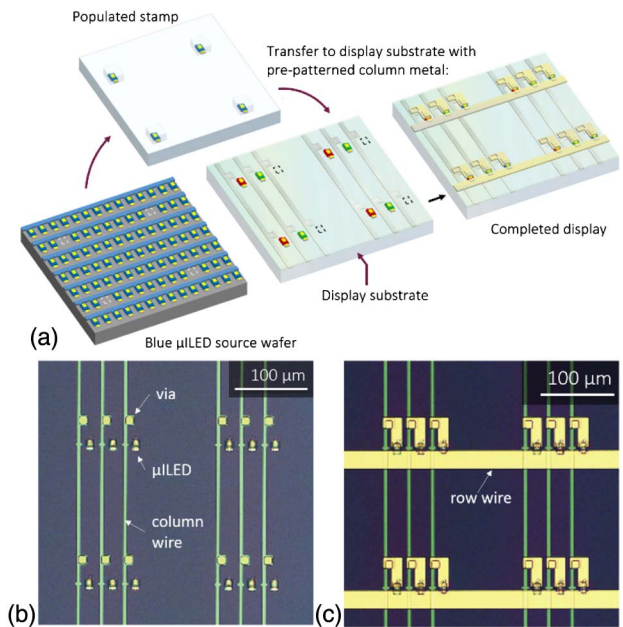 Populated stamp
Transfer to display substrate with
pre-patterned column metal:
Completed display
Display substrate
Blue µILED source wafer
(a)
100 µm
via
µILED
column
wire
(b)
100 µm
row wire
(c)